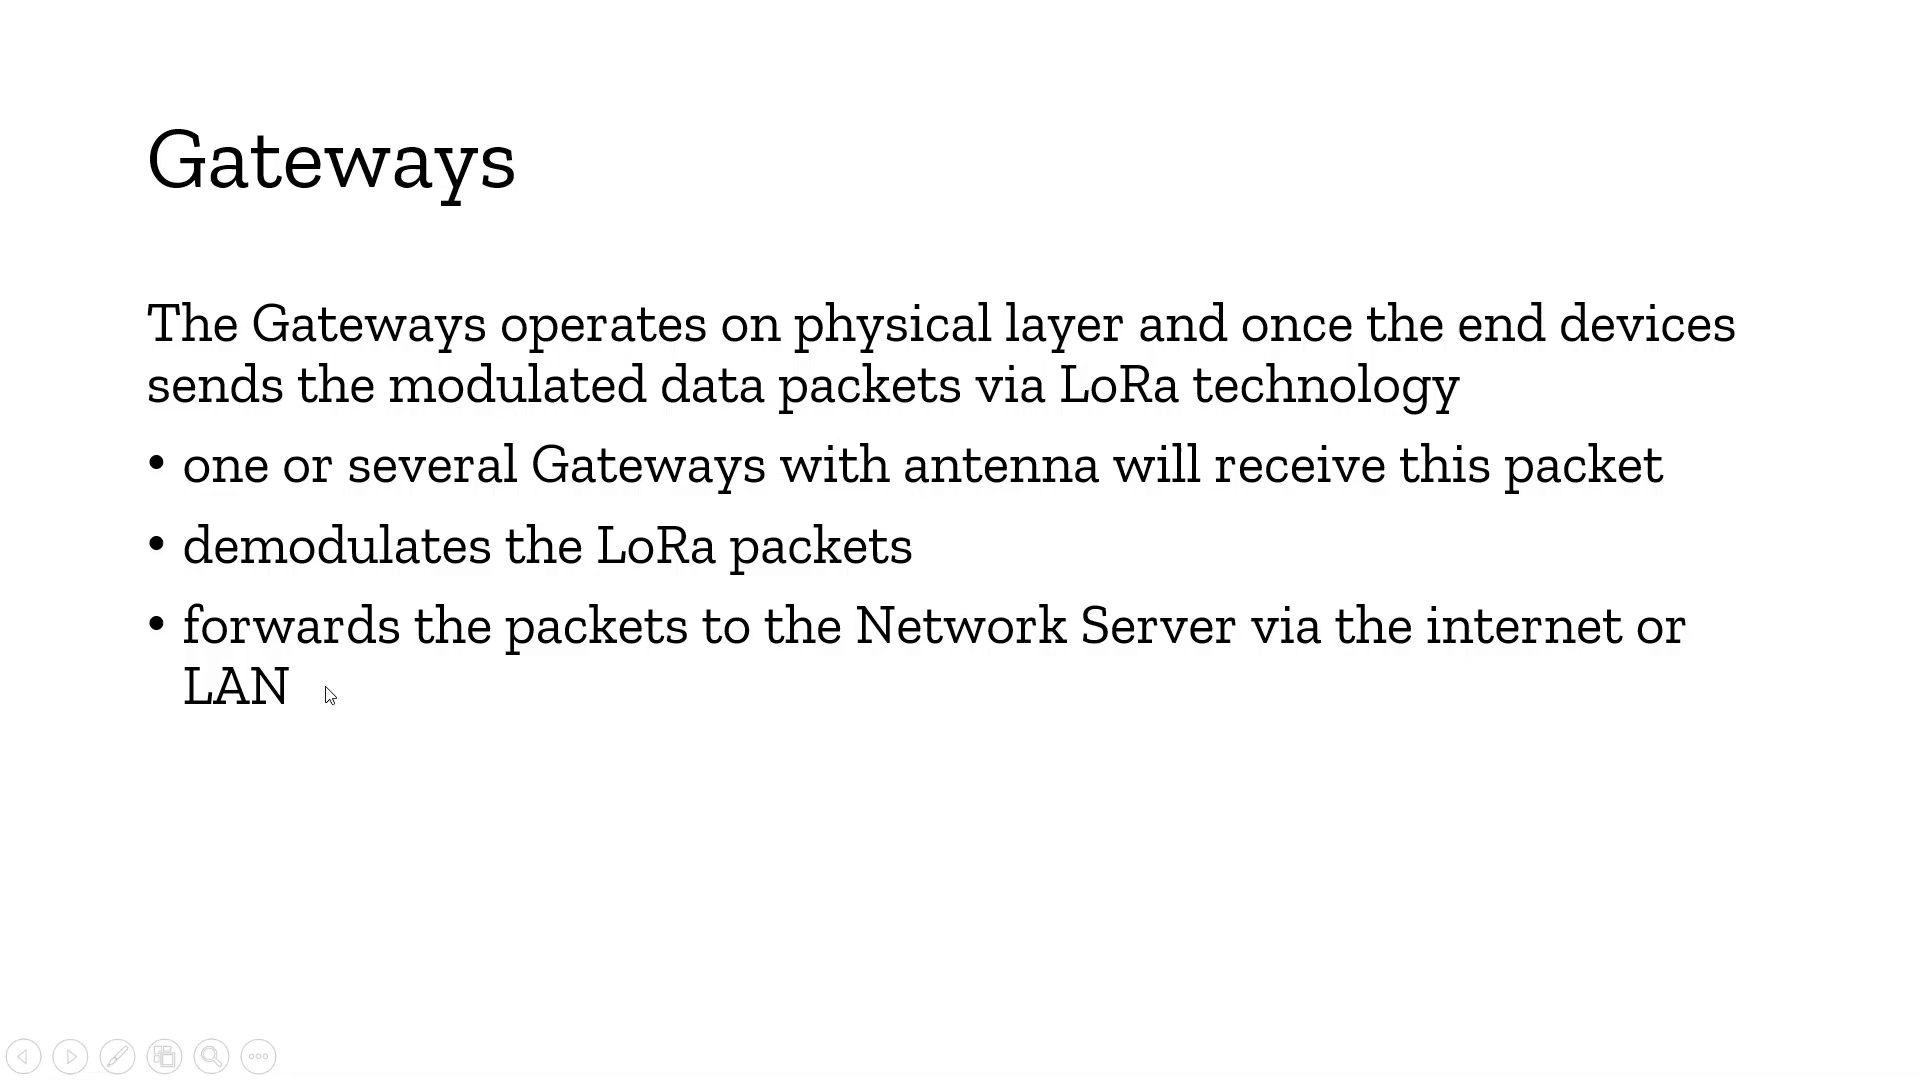 Gateways
The Gateways operates on physical layer and once the end devices
sends the modulated data packets via LoRa technology
• one or several Gateways with antenna will receive this packet
• demodulates the LoRa packets
• forwards the packets to the Network Server via the internet or
LAN